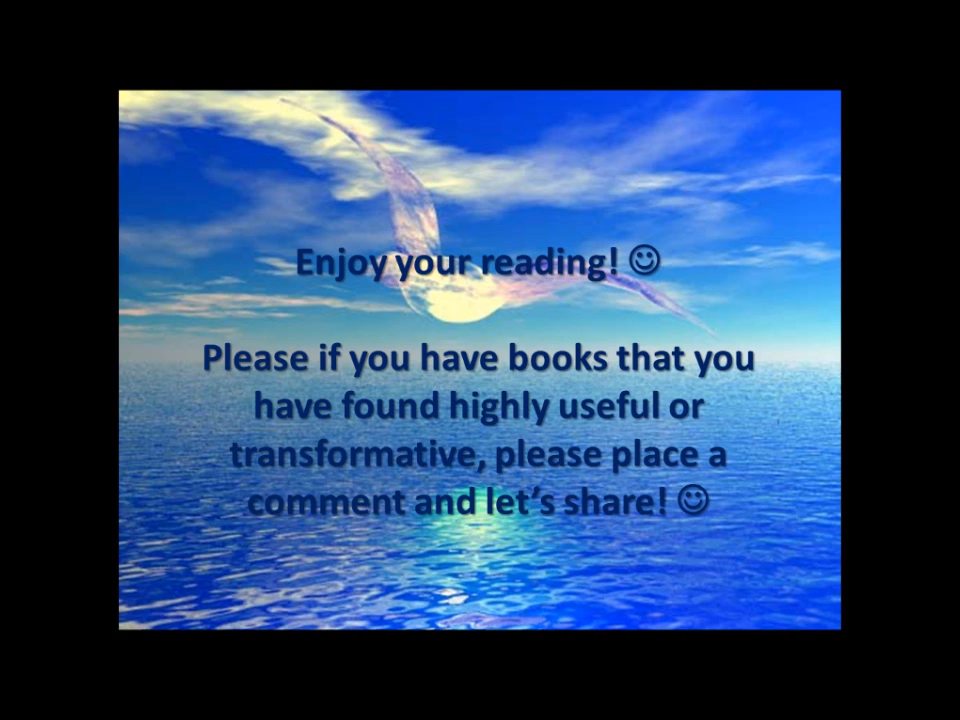 Enjoy your reading! ☺
Please if you have books that you
have found highly useful or
transformative, please place a
comment and let’s share! ☺